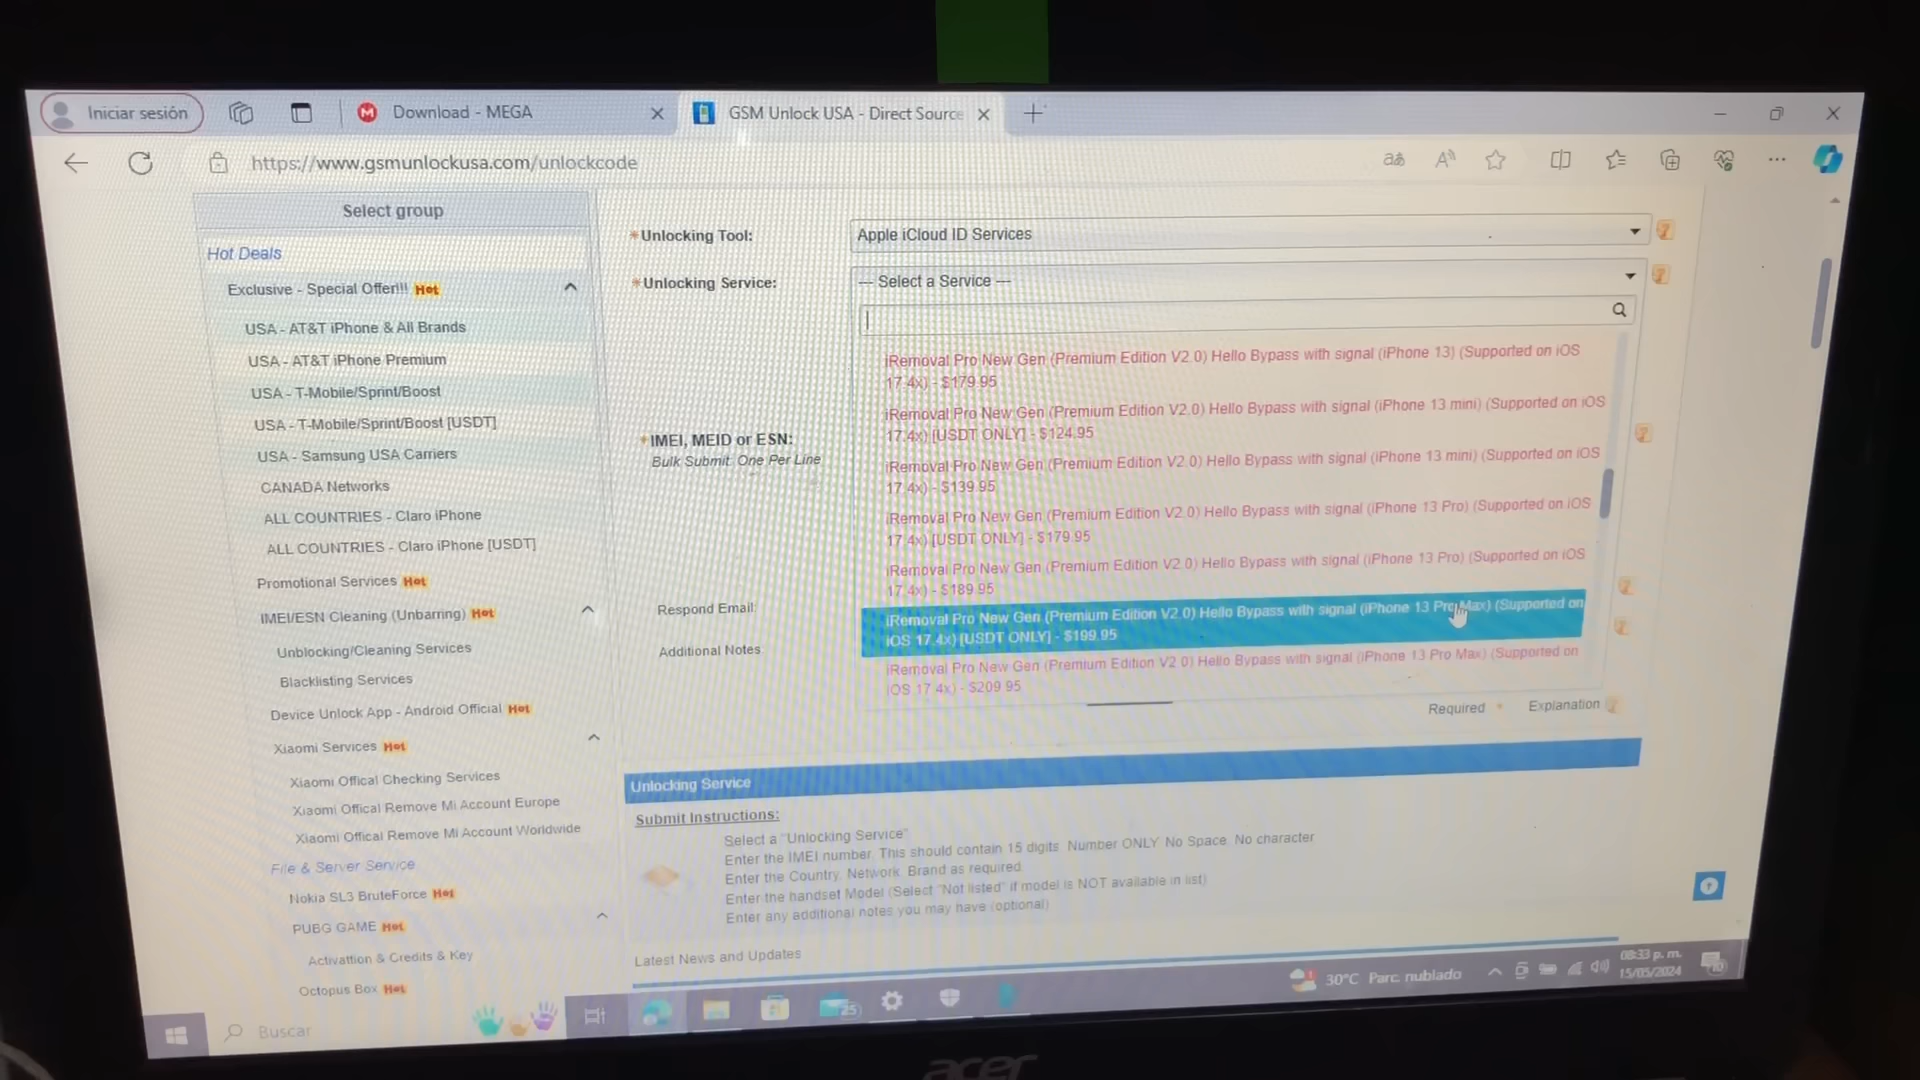 Iniciar sesión
Download - MEGA
GSM Unlock USA - Direct Source
https://www.gsmunlockusa.com/unlockcode
Select group
Hot Deals
Exclusive - Special Offer!!! Hot
USA - AT&T iPhone & All Brands
USA - AT&T iPhone Premium
USA - T-Mobile/Sprint/Boost
USA - T-Mobile/Sprint/Boost [USDT]
USA - Samsung USA Carriers
CANADA Networks
ALL COUNTRIES - Claro iPhone
ALL COUNTRIES - Claro iPhone [USDT]
Promotional Services Hot
IMEI/ESN Cleaning (Unbarring) Hot
Unblocking/Cleaning Services
Blacklisting Services
Device Unlock App - Android Official Hot
Xiaomi Services Hot
Xiaomi Offical Checking Services
Xiaomi Offical Remove Mi Account Europe
Xiaomi Offical Remove Mi Account Worldwide
File & Server Service
Nokia SL3 BruteForce Hot
PUBG GAME Hot
Activattion & Credits & Key
Octopus Box Hot
*Unlocking Tool:
Apple iCloud ID Services
*Unlocking Service:
--- Select a Service ---
iRemoval Pro New Gen (Premium Edition V2.0) Hello Bypass with signal (iPhone 13) (Supported on iOS
17.4x) - $179.95
iRemoval Pro New Gen (Premium Edition V2.0) Hello Bypass with signal (iPhone 13 mini) (Supported on iOS
17.4x) [USDT ONLY] - $124.95
iRemoval Pro New Gen (Premium Edition V2.0) Hello Bypass with signal (iPhone 13 mini) (Supported on iOS
17.4x) - $139.95
iRemoval Pro New Gen (Premium Edition V2.0) Hello Bypass with signal (iPhone 13 Pro) (Supported on iOS
17.4x) [USDT ONLY] - $179.95
iRemoval Pro New Gen (Premium Edition V2.0) Hello Bypass with signal (iPhone 13 Pro) (Supported on iOS
17.4x) - $189.95
iRemoval Pro New Gen (Premium Edition V2.0) Hello Bypass with signal (iPhone 13 Pro Max) (Supported on
iOS 17.4x) [USDT ONLY] - $199.95
iRemoval Pro New Gen (Premium Edition V2.0) Hello Bypass with signal (iPhone 13 Pro Max) (Supported on
iOS 17.4x) - $209.95
*IMEI, MEID or ESN:
Bulk Submit: One Per Line
Respond Email:
Additional Notes
Required * Explanation
Unlocking Service
Submit Instructions:
Select a "Unlocking Service"
Enter the IMEI number. This should contain 15 digits. Number ONLY. No Space. No character
Enter the Country, Network, Brand as required.
Enter the handset Model (Select "Not listed" if model is NOT available in list)
Enter any additional notes you may have (optional)
Latest News and Updates
Buscar
25
30°C Parc. nublado
08:33 p. m.
15/05/2024
acer